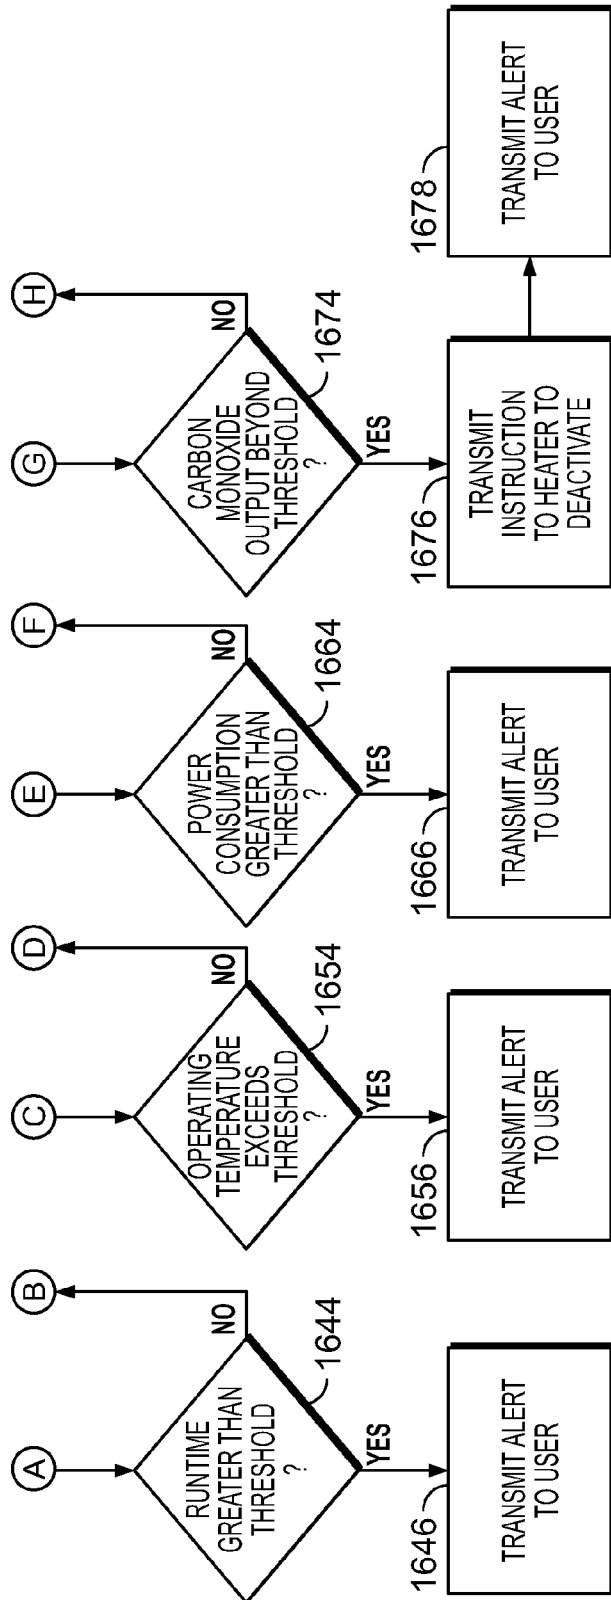 A
B
RUNTIME
GREATER THAN
THRESHOLD
?
NO
1644
YES
1646
TRANSMIT ALERT
TO USER
C
D
OPERATING
TEMPERATURE
EXCEEDS
THRESHOLD
?
NO
1654
YES
1656
TRANSMIT ALERT
TO USER
E
F
POWER
CONSUMPTION
GREATER THAN
THRESHOLD
?
NO
1664
YES
1666
TRANSMIT ALERT
TO USER
G
H
CARBON
MONOXIDE
OUTPUT BEYOND
THRESHOLD
?
NO
1674
YES
1676
TRANSMIT
INSTRUCTION
TO HEATER TO
DEACTIVATE
1678
TRANSMIT ALERT
TO USER